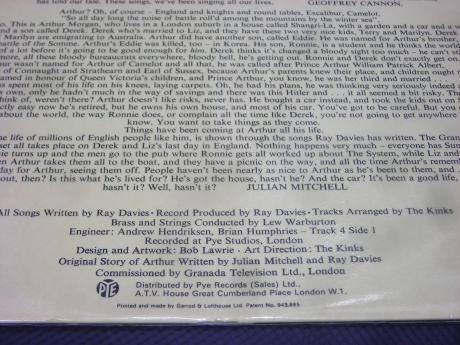 has told our tale. These songs, we've been singing all our lives. GEOFFREY CANNON.
Arthur? Oh, of course – England and knights and round tables, Excalibur, Camelot,
"So all day long the noise of battle roll'd among the mountains by the winter sea"
So this is Arthur Morgan, who lives in a London suburb in a house called Shangri-La, with a garden and a car and a
and a son called Derek. Derek who's married to Liz, and they have these two very nice kids, Terry and Marilyn. Derek
Marilyn are emigrating to Australia. Arthur did have another son, called Eddie. He was named for Arthur's brother,
Battle of the Somme. Arthur's Eddie was killed, too – in Korea. His son, Ronnie, is a student and he thinks the world
of a lot before it's going to be good enough for him. Derek thinks it's changed a bloody sight too much – he can't
more, all these bloody bureaucrats everywhere, bloody hell, he's getting out. Ronnie and Derek don't exactly get on.
Arthur wasn't named for Arthur of Camelot and all that, he was called after Prince Arthur William Patrick Albert,
of Connaught and Strathearn and Earl of Sussex, because Arthur's parents knew their place, and children ought
named in honour of Queen Victoria's children, and Prince Arthur, you know, he was her third and married
s spent most of his life on his knees, laying carpets. Oh, he had his plans, he was thinking very seriously indeed
s own, only he hadn't much in the way of savings and there was this titler and ... it all seemed a bit risky. The
hink of, weren't there? Arthur doesn't like risks, never has. He bought a car instead, and took the kids out on
ctly easy now he's retired, but he owns his own house, and most of his car. You've got to be careful. But you
about the world, the way Ronnie does, or complain all the time like Derek, you're not going to get anywhere
know. You want to take things as they come.
Things have been coming at Arthur all his life.
he life of millions of English people like him, is shown through the songs Ray Davies has written. The
set all takes place on Derek and Liz's last day in England. Nothing happens very much – everyone has
e turns up and the men go to the pub where Ronnie gets all worked up about The System, while Liz and
en Arthur takes them all to the boat, and they have a picnic on the way, and all the time Arthur's
day for Arthur, seeing them off. People haven't been nearly as nice to Arthur as he's been to them, and
out, then? Is this what he's lived for? He's got the house, hasn't he? And the car? It's been a good life,
hasn't it? Well, hasn't it? JULIAN MITCHELL
All Songs Written by Ray Davies • Record Produced by Ray Davies • Tracks Arranged by The Kinks
Brass and Strings Conducted by Lew Warburton
Engineer: Andrew Hendriksen, Brian Humphries – Track 4 Side 1
Recorded at Pye Studios, London
Design and Artwork: Bob Lawrie • Art Direction: The Kinks
Original Story of Arthur Written by Julian Mitchell and Ray Davies
Commissioned by Granada Television Ltd., London
PYE
Distributed by Pye Records (Sales) Ltd.,
A.T.V. House Great Cumberland Place London W.1.
Printed and made by Garrod & Lofthouse Ltd. Patent No. 943,895